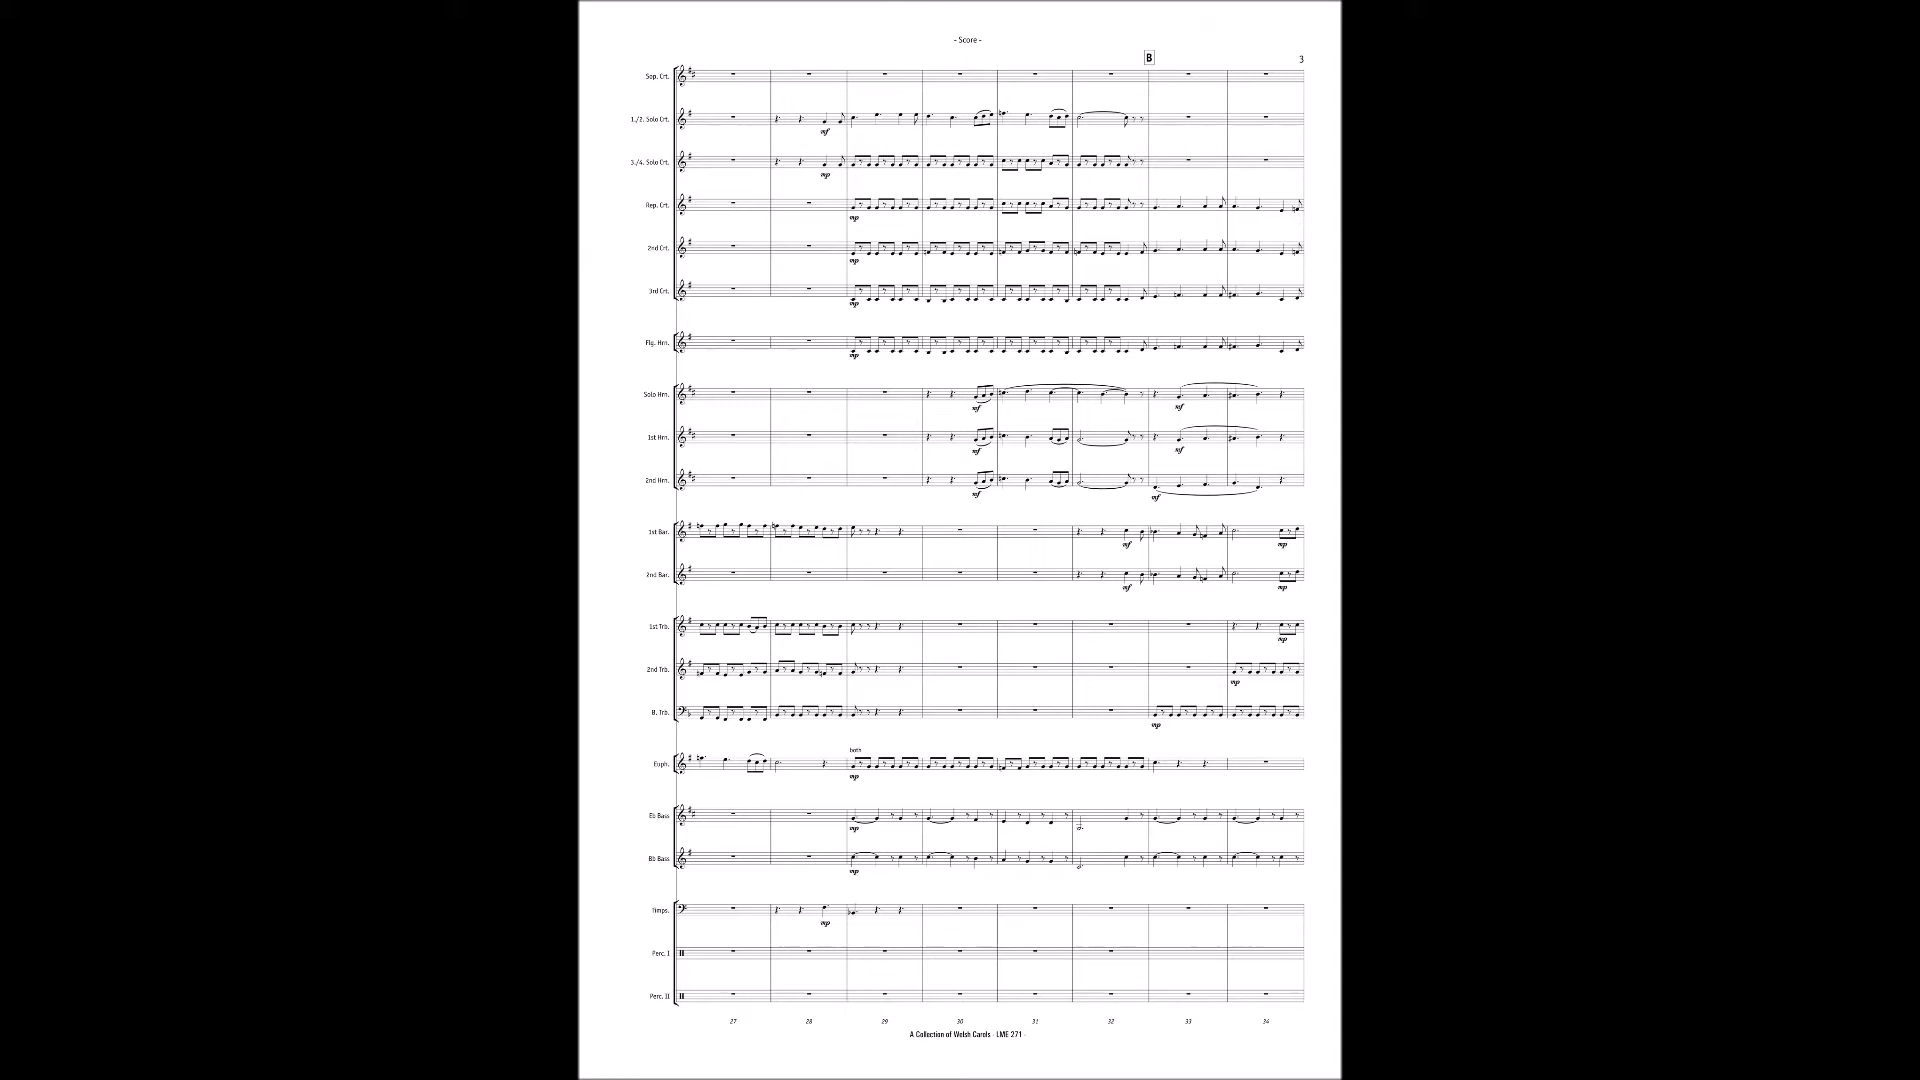 - Score -
B
3
Sop. Crt.
1./2. Solo Crt.
mf
3./4. Solo Crt.
mp
Rep. Crt.
mp
2nd Crt.
mp
3rd Crt.
mp
Flg. Hrn.
mp
Solo Hrn.
mf mf
1st Hrn.
mf mf
2nd Hrn.
mf mf
1st Bar.
mf mp
2nd Bar.
mf mp
1st Trb.
mp
2nd Trb.
mp
B. Trb.
mp
both
Euph.
mp
Eb Bass
mp
Bb Bass
mp
Timps.
mp
Perc. I
Perc. II
27 28 29 30 31 32 33 34
A Collection of Welsh Carols - LME 271 -